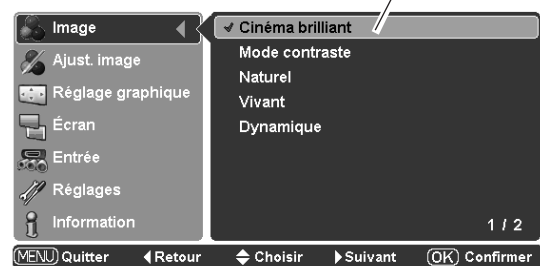 Image
Ajust. image
Réglage graphique
Écran
Entrée
Réglages
Information
Cinéma brilliant
Mode contraste
Naturel
Vivant
Dynamique
1 / 2
MENU Quitter Retour Choisir Suivant OK Confirmer